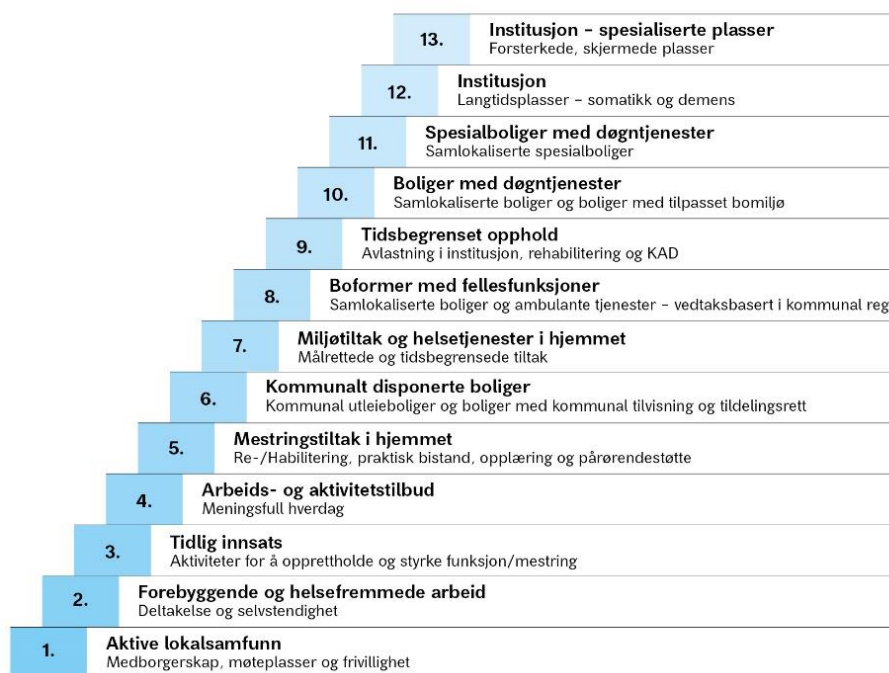 13.
Institusjon – spesialiserte plasser
Forsterkede, skjermede plasser
12.
Institusjon
Langtidsplasser – somatikk og demens
11.
Spesialboliger med døgntjenester
Samlokaliserte spesialboliger
10.
Boliger med døgntjenester
Samlokaliserte boliger og boliger med tilpasset bomiljø
9.
Tidsbegrenset opphold
Avlastning i institusjon, rehabilitering og KAD
8.
Boformer med fellesfunksjoner
Samlokaliserte boliger og ambulante tjenester – vedtaksbasert i kommunal reg
7.
Miljøtiltak og helsetjenester i hjemmet
Målrettede og tidsbegrensede tiltak
6.
Kommunalt disponerte boliger
Kommunal utleieboliger og boliger med kommunal tilvisning og tildelingsrett
5.
Mestringstiltak i hjemmet
Re-/Habilitering, praktisk bistand, opplæring og pårørendestøtte
4.
Arbeids- og aktivitetstilbud
Meningsfull hverdag
3.
Tidlig innsats
Aktiviteter for å opprettholde og styrke funksjon/mestring
2.
Forebyggende og helsefremmede arbeid
Deltakelse og selvstendighet
1.
Aktive lokalsamfunn
Medborgerskap, møteplasser og frivillighet